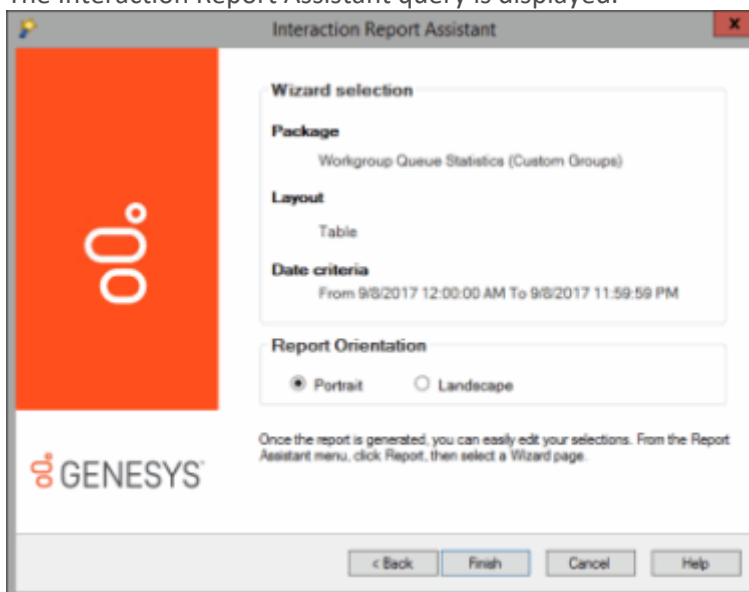 The Interaction Report Assistant query is displayed.
Interaction Report Assistant
x
Wizard selection
Package
Workgroup Queue Statistics (Custom Groups)
Layout
Table
Date criteria
From 9/8/2017 12:00:00 AM To 9/8/2017 11:59:59 PM
Report Orientation
Portrait Landscape
Once the report is generated, you can easily edit your selections. From the Report
Assistant menu, click Report, then select a Wizard page.
GENESYS
< Back Finish Cancel Help